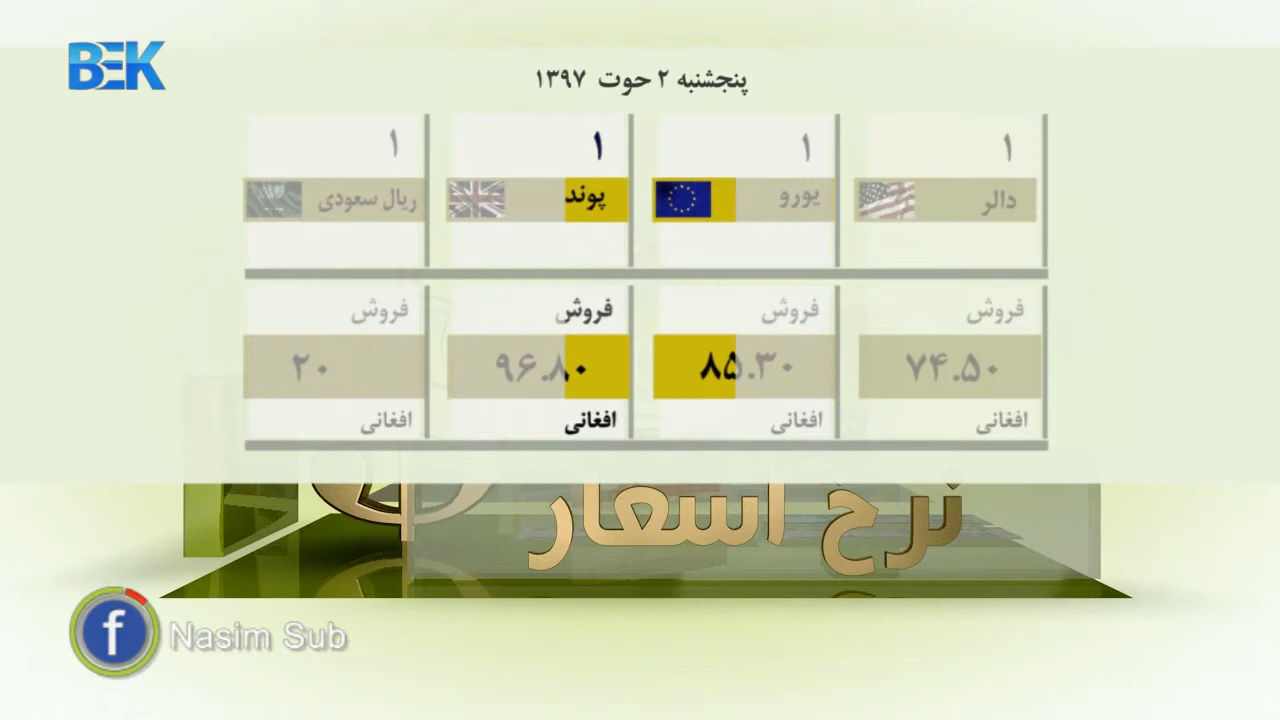 BEK
پنجشنبه ۲ حوت ۱۳۹۷
۱ ۱ ۱ ۱
دالر یورو پوند ریال سعودی
فروش فروش فروش فروش
۷۴.۵۰ ۸۵.۳۰ ۹۶.۸۰ ۲۰
افغانی افغانی افغانی افغانی
نرخ اسعار
f Nasim Sub